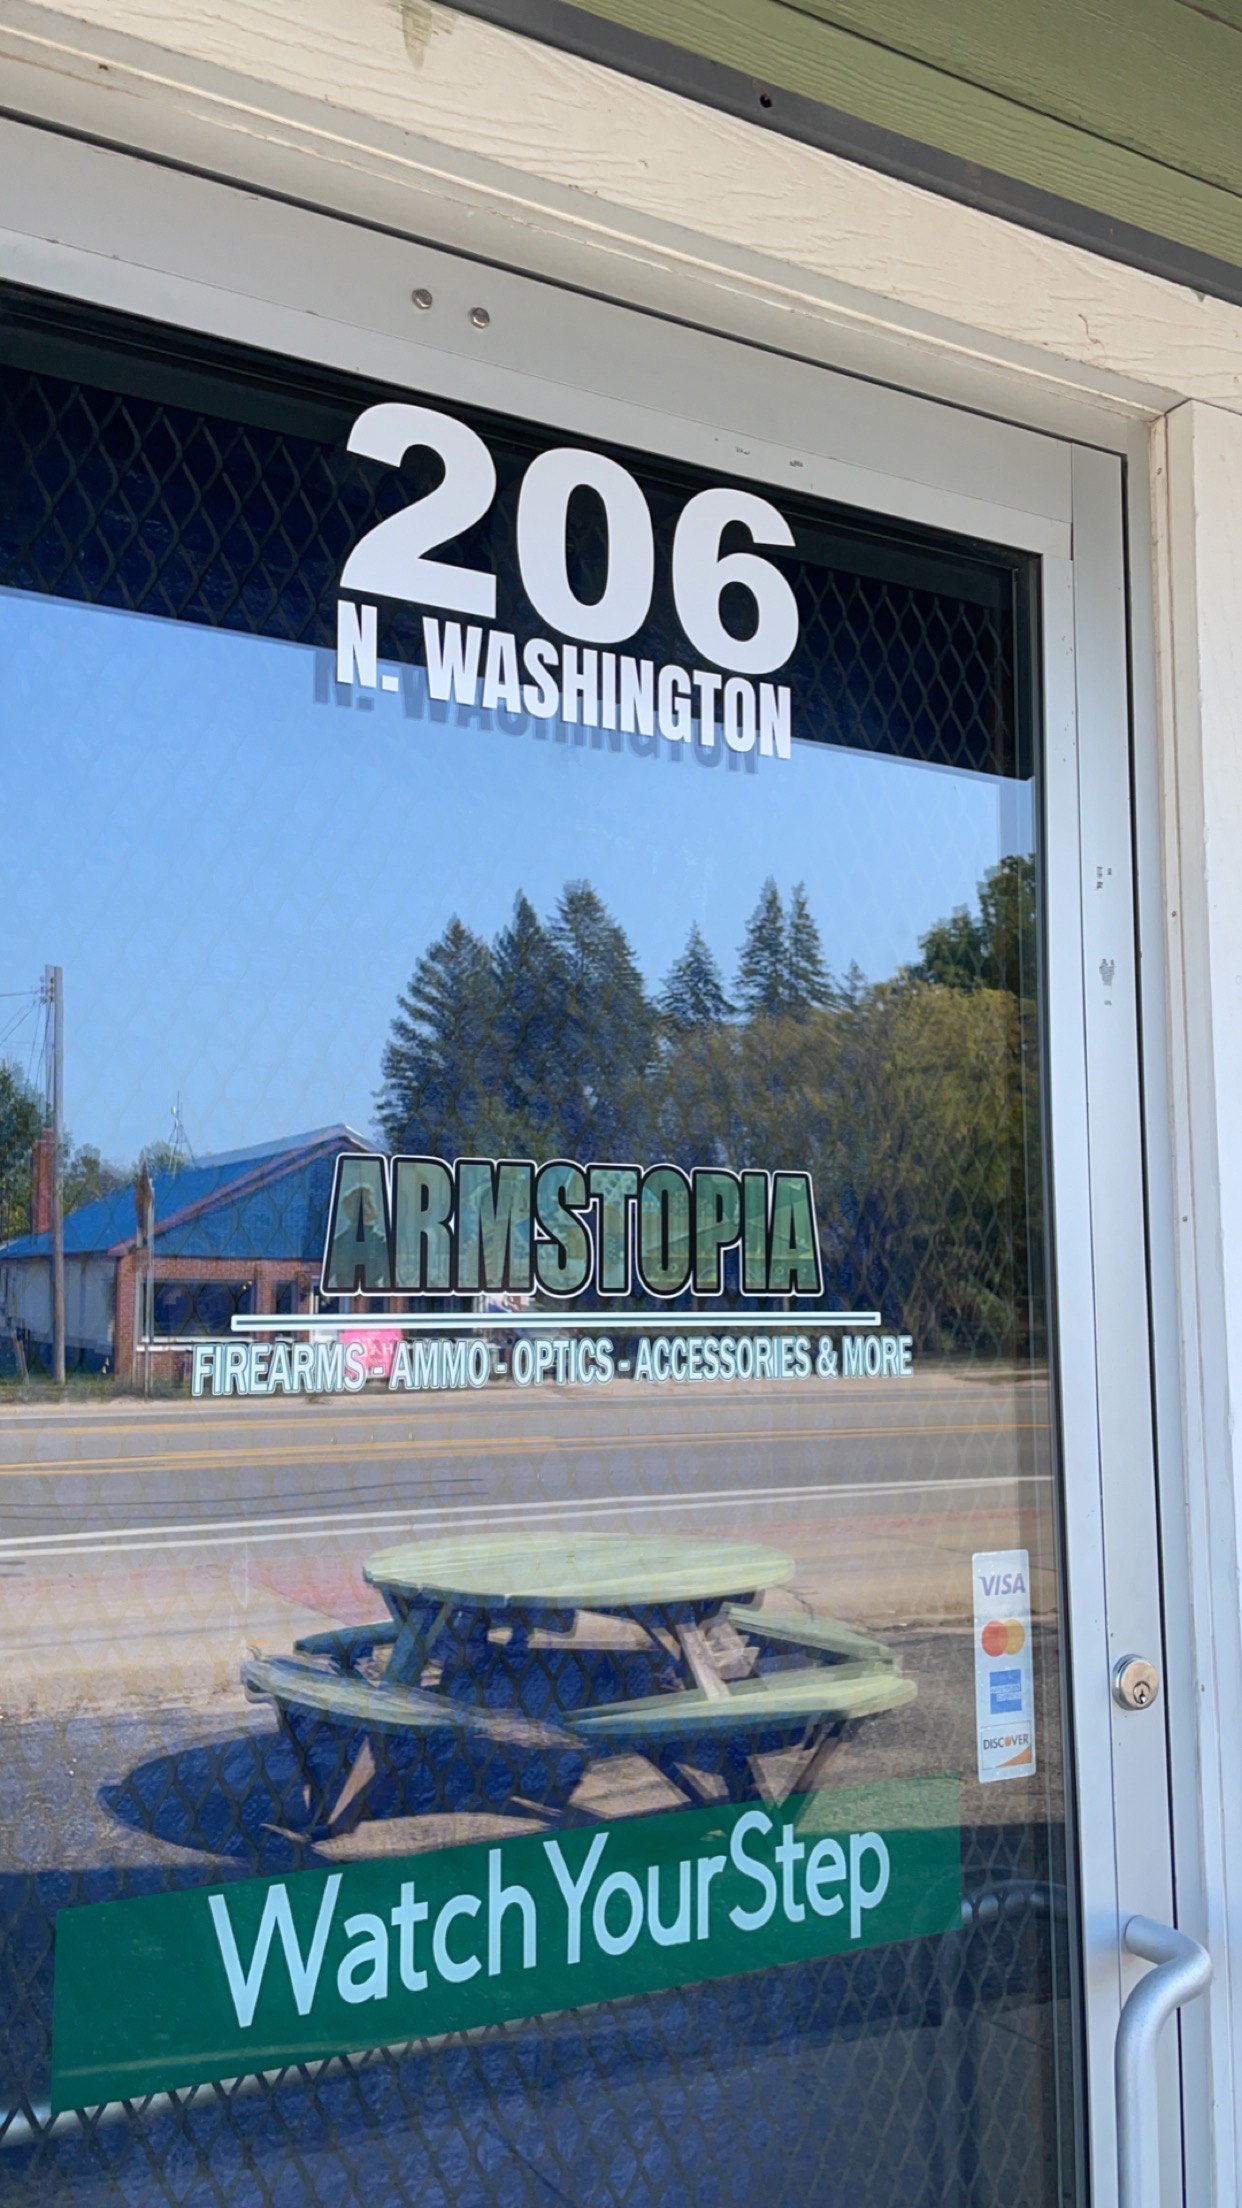 206
N. WASHINGTON
ARMSTOPIA
FIREARMS - AMMO - OPTICS - ACCESSORIES & MORE
VISA
DISCOVER
Watch Your Step